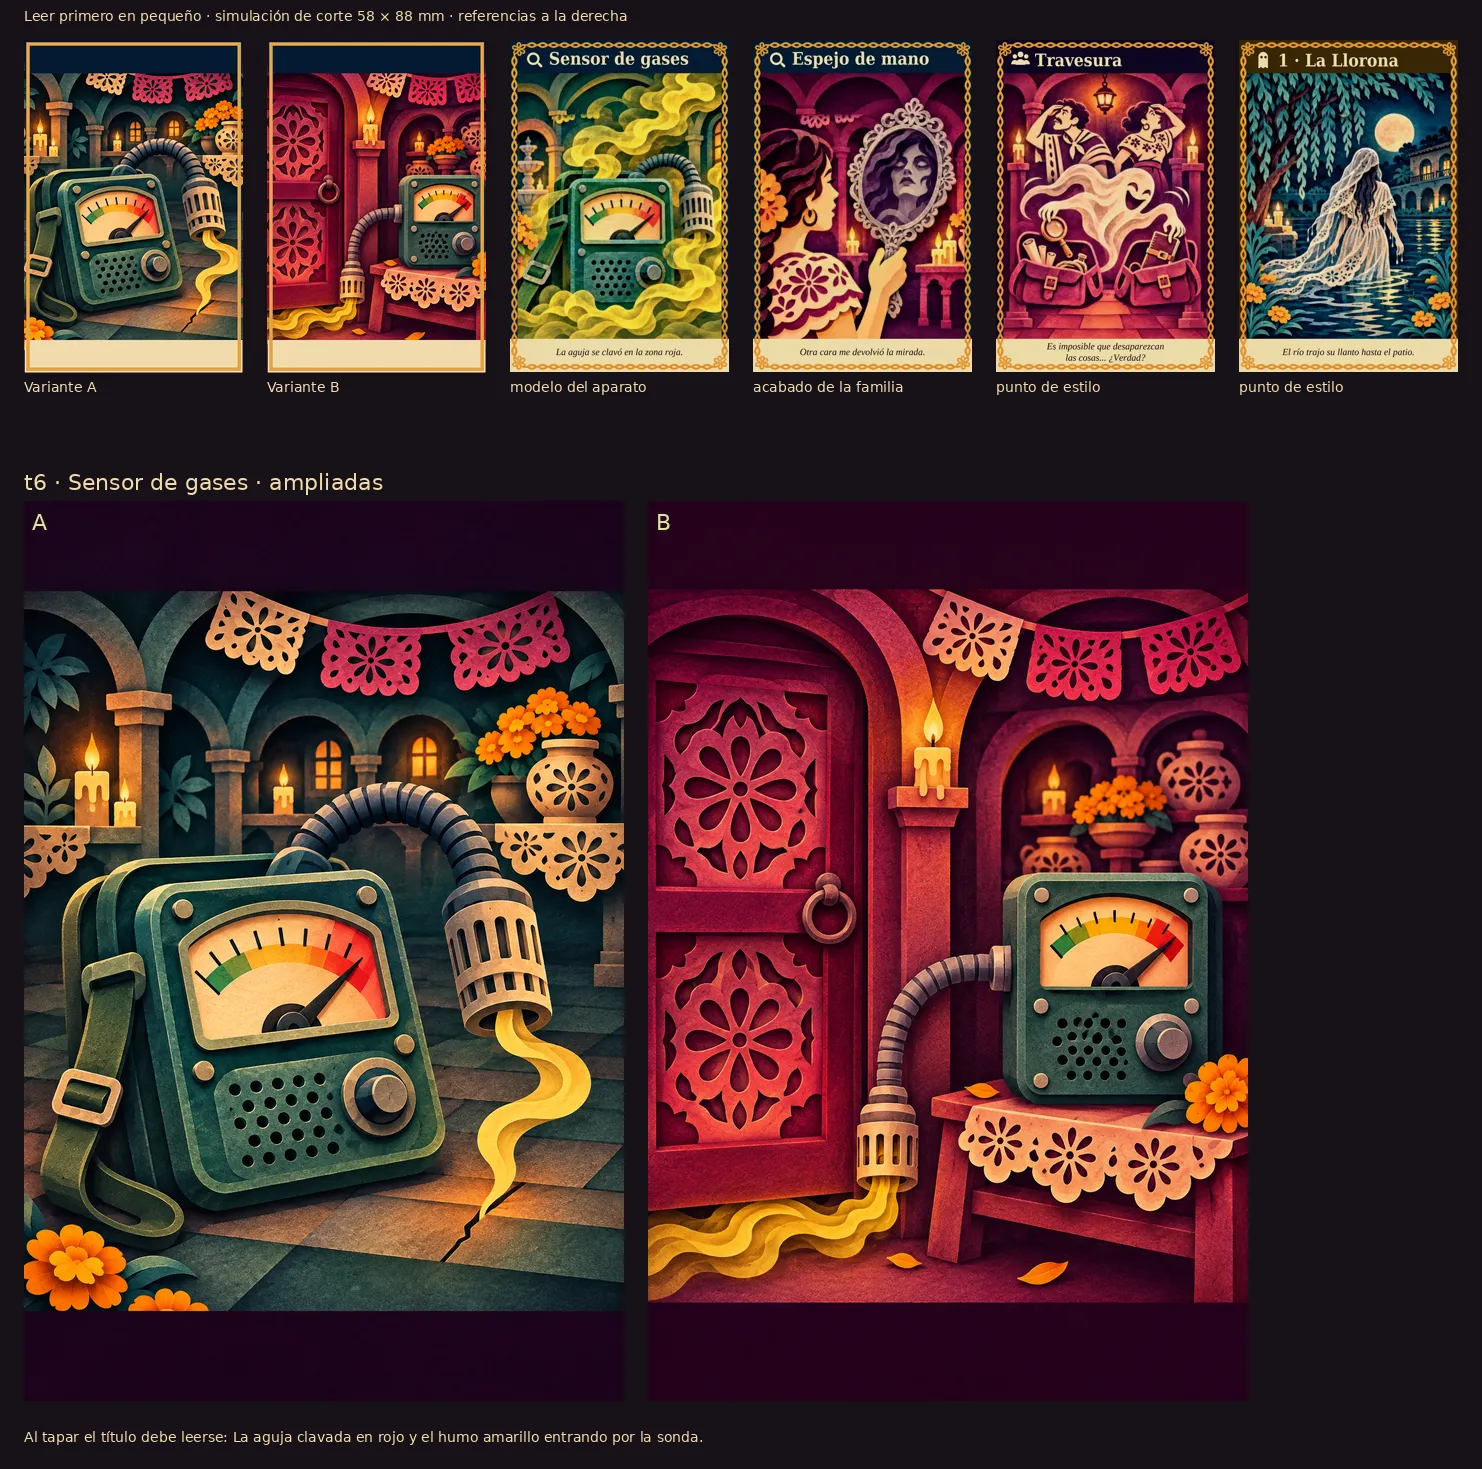 Leer primero en pequeño · simulación de corte 58 × 88 mm · referencias a la derecha
Sensor de gases
Espejo de mano
Travesura
1 · La Llorona
La aguja se clavó en la zona roja.
Otra cara me devolvió la mirada.
Es imposible que desaparezcan
las cosas... ¿Verdad?
El río trajo su llanto hasta el patio.
Variante A
Variante B
modelo del aparato
acabado de la familia
punto de estilo
punto de estilo
t6 · Sensor de gases · ampliadas
A
B
Al tapar el título debe leerse: La aguja clavada en rojo y el humo amarillo entrando por la sonda.